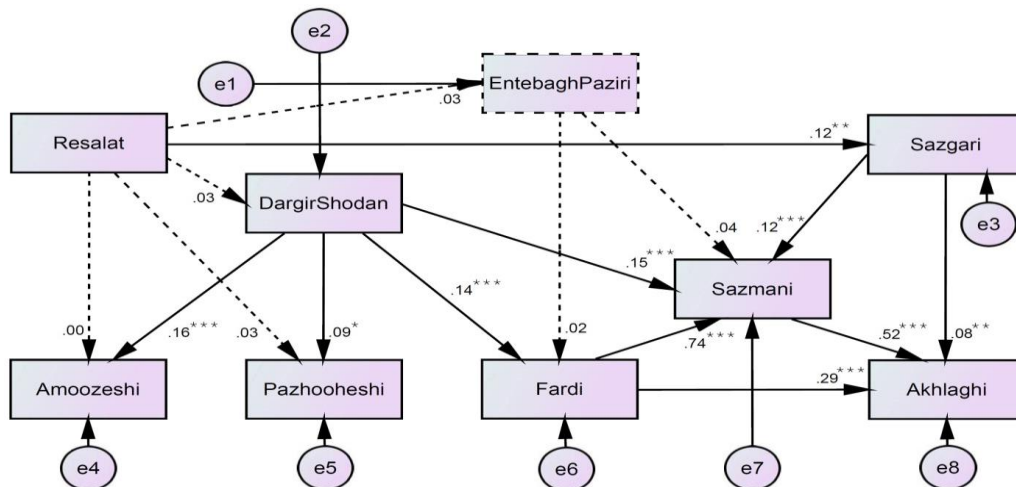 e2
e1
EntebaghPaziri
.03
Resalat
.12**
Sazgari
.03
DargirShodan
e3
.04
.12***
.15***
Sazmani
.14***
.00
.16***
.03
.09*
.02
.74***
.52***
.08**
Amoozeshi
Pazhooheshi
Fardi
.29***
Akhlaghi
e4
e5
e6
e7
e8